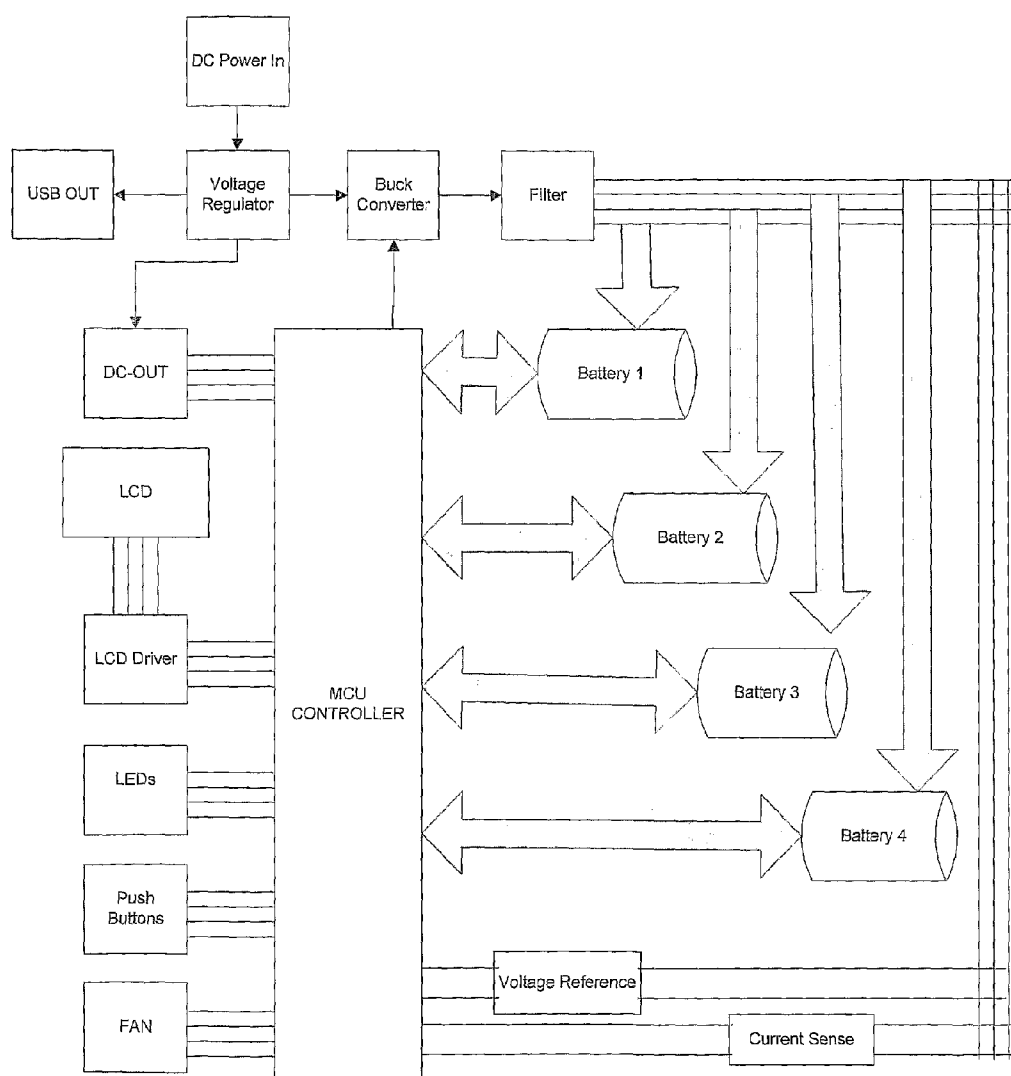 DC Power In
USB OUT
Voltage
Regulator
Buck
Converter
Filter
DC-OUT
Battery 1
LCD
Battery 2
LCD Driver
MCU
CONTROLLER
Battery 3
LEDs
Battery 4
Push
Buttons
Voltage Reference
FAN
Current Sense